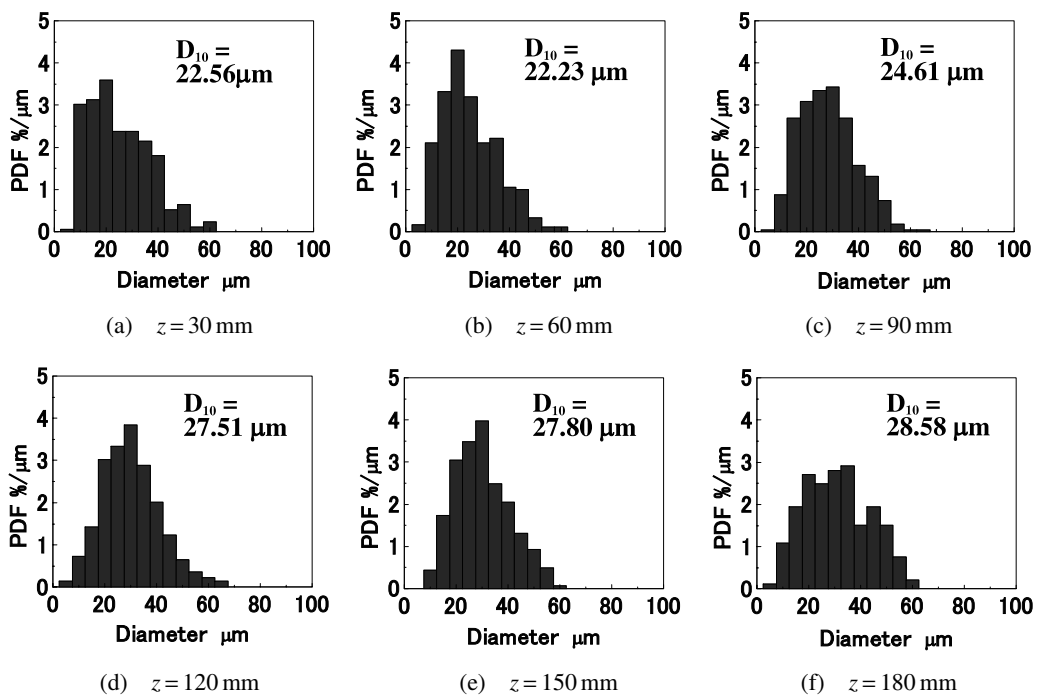 5
4
3
2
1
0
PDF %/μm
D₁₀ =
22.56μm
0 20 40 60 80 100
Diameter μm
(a) z = 30 mm
5
4
3
2
1
0
PDF %/μm
D₁₀ =
22.23 μm
0 20 40 60 80 100
Diameter μm
(b) z = 60 mm
5
4
3
2
1
0
PDF %/μm
D₁₀ =
24.61 μm
0 20 40 60 80 100
Diameter μm
(c) z = 90 mm
5
4
3
2
1
0
PDF %/μm
D₁₀ =
27.51 μm
0 20 40 60 80 100
Diameter μm
(d) z = 120 mm
5
4
3
2
1
0
PDF %/μm
D₁₀ =
27.80 μm
0 20 40 60 80 100
Diameter μm
(e) z = 150 mm
5
4
3
2
1
0
PDF %/μm
D₁₀ =
28.58 μm
0 20 40 60 80 100
Diameter μm
(f) z = 180 mm